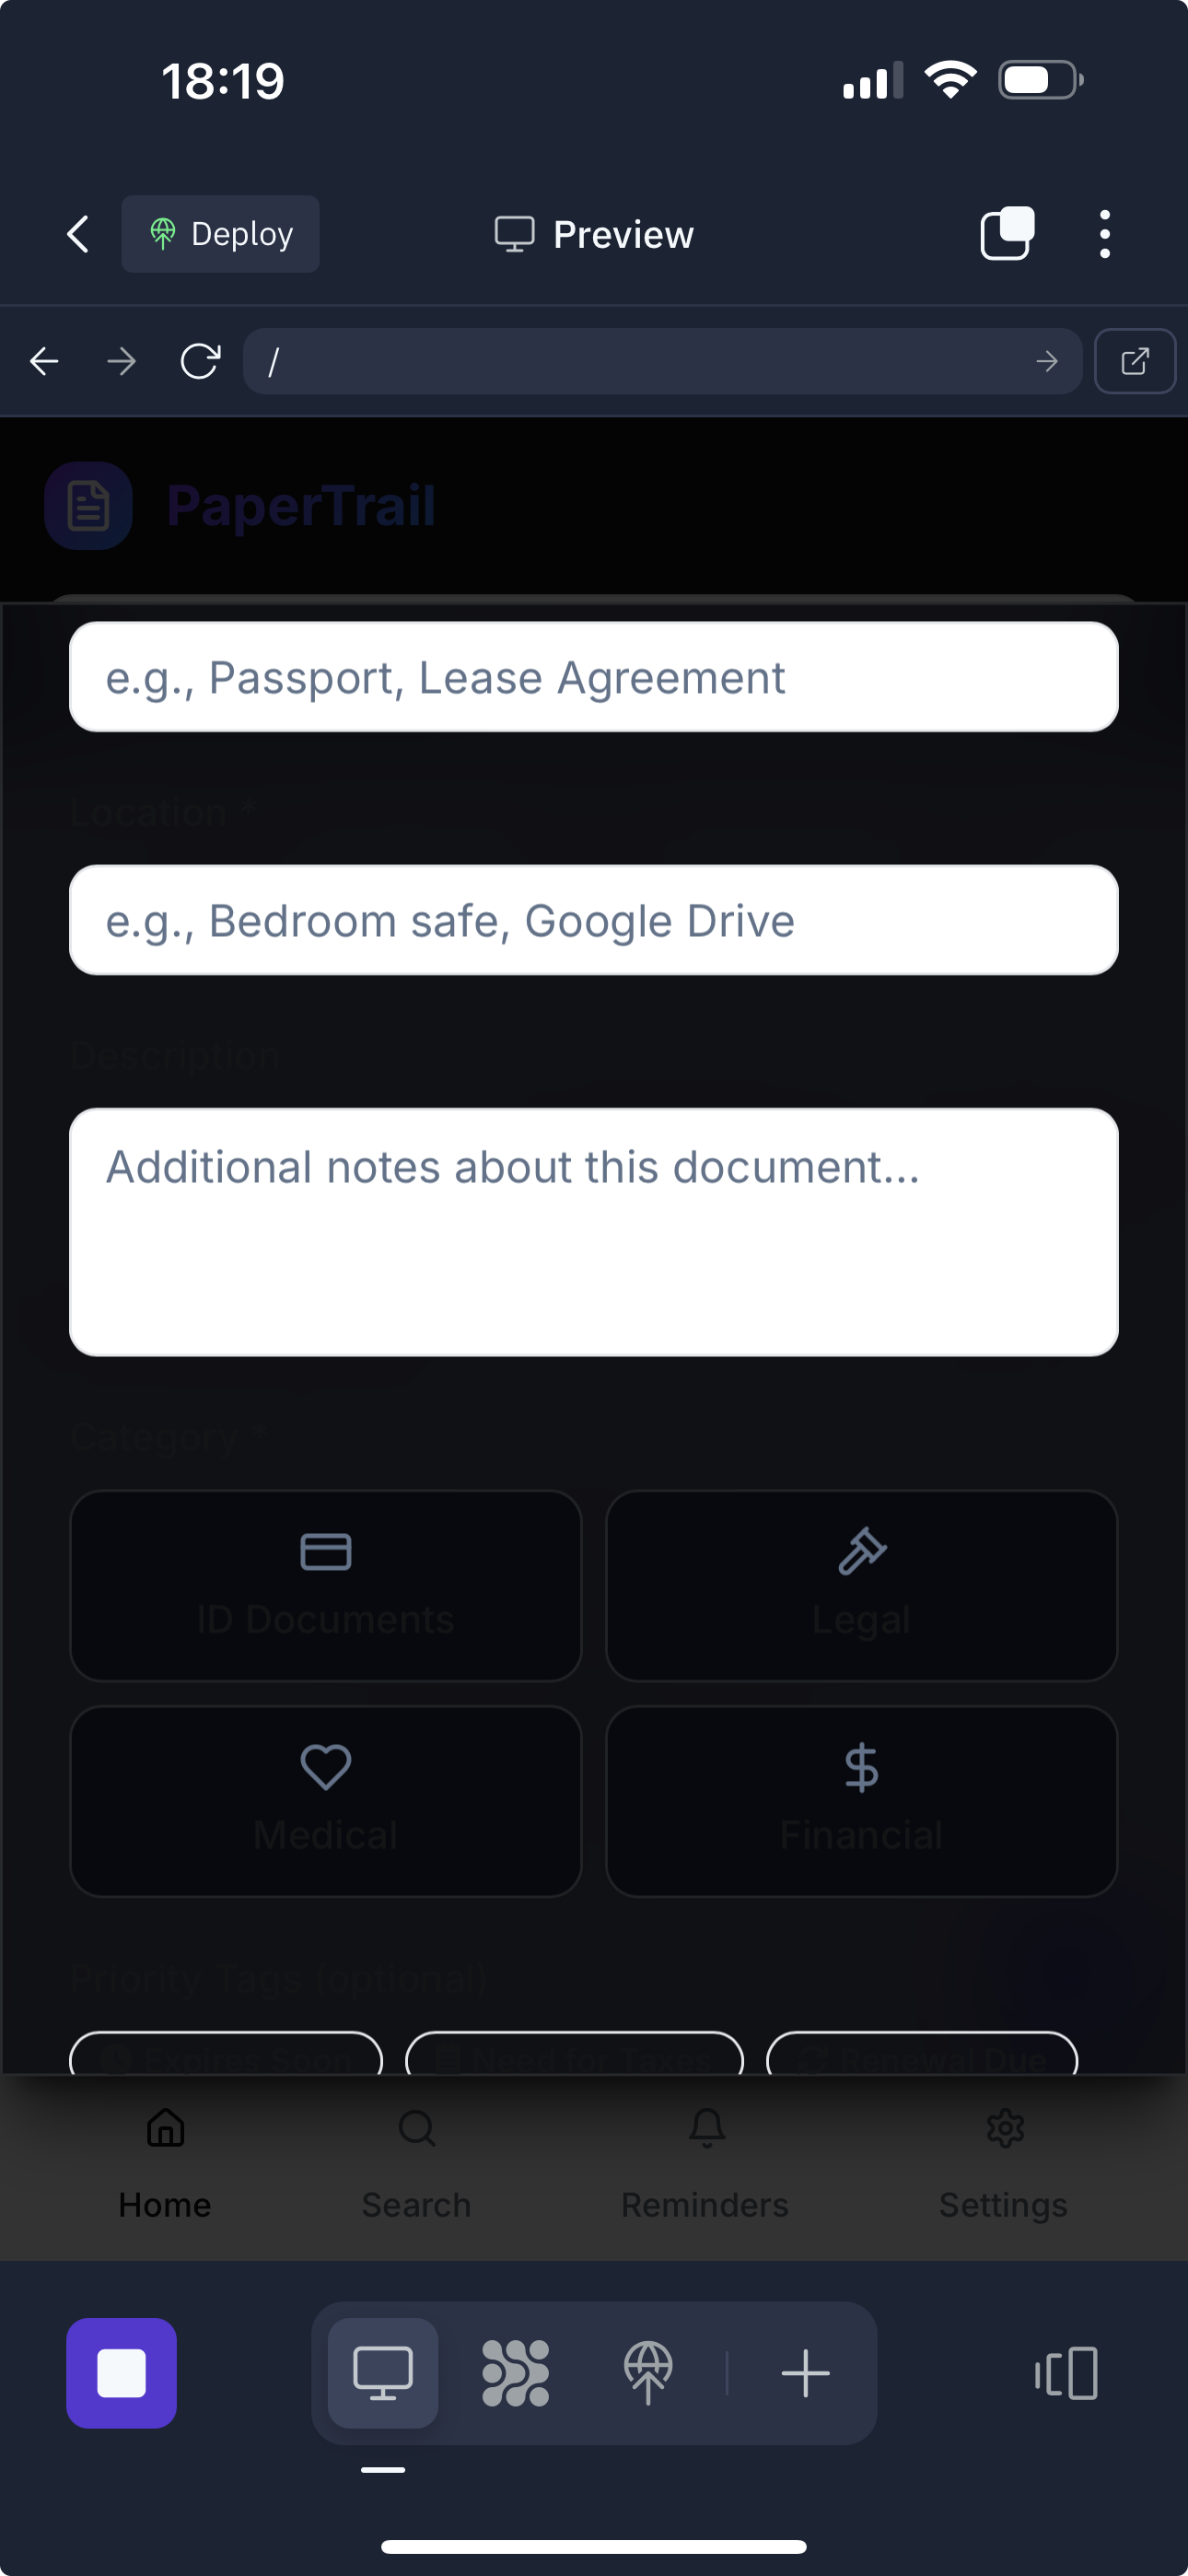 18:19
Deploy
Preview
/
PaperTrail
e.g., Passport, Lease Agreement
Location *
e.g., Bedroom safe, Google Drive
Description
Additional notes about this document...
Category *
ID Documents
Legal
Medical
Financial
Priority Tags (optional)
Expires Soon
Need for Taxes
Renewal Due
Home
Search
Reminders
Settings